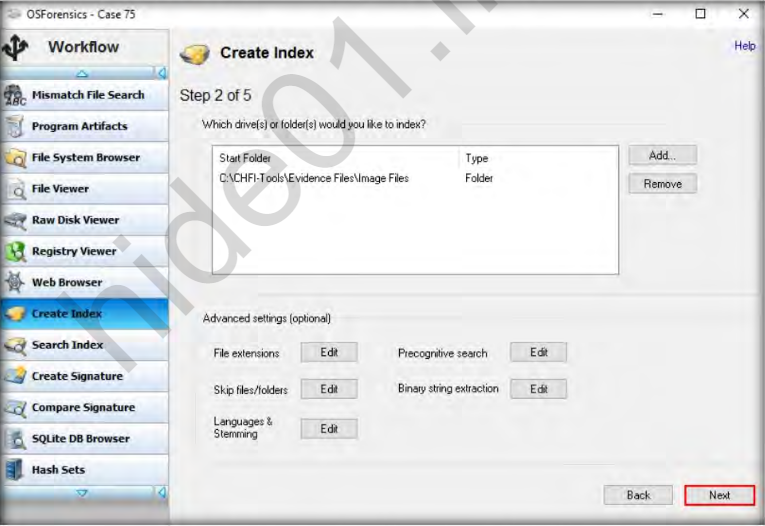 OSForensics - Case 75
Workflow
Mismatch File Search
Program Artifacts
File System Browser
File Viewer
Raw Disk Viewer
Registry Viewer
Web Browser
Create Index
Search Index
Create Signature
Compare Signature
SQLite DB Browser
Hash Sets
Create Index
Help
Step 2 of 5
Which drive(s) or folder(s) would you like to index?
Start Folder Type
C:\CHFI-Tools\Evidence Files\Image Files Folder
Add...
Remove
Advanced settings (optional)
File extensions Edit Precognitive search Edit
Skip files/folders Edit Binary string extraction Edit
Languages &
Stemming Edit
Back Next
hide01.